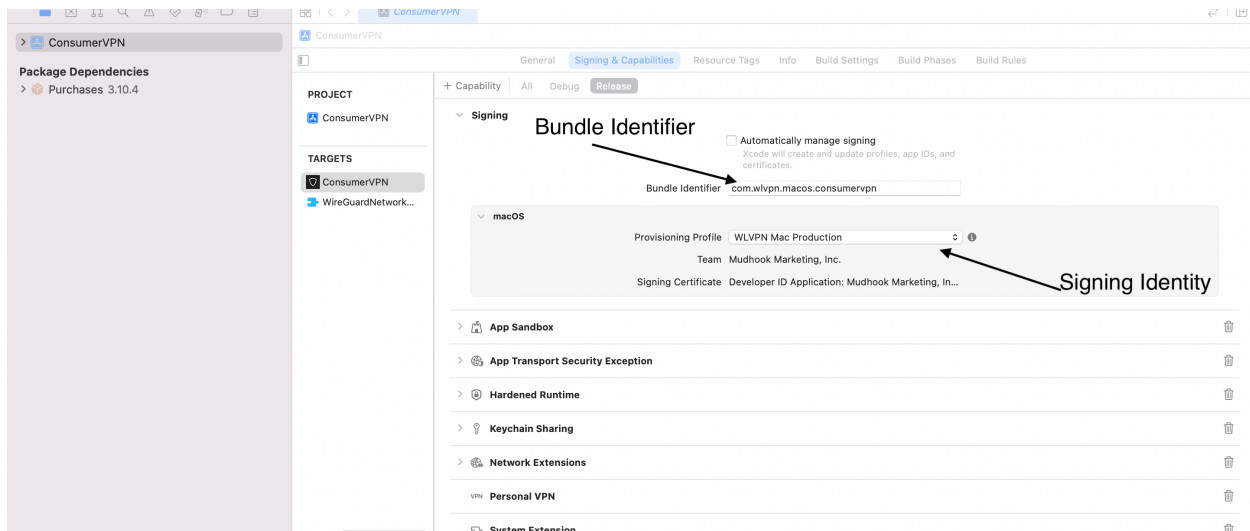 ConsumerVPN
ConsumerVPN
Package Dependencies
Purchases 3.10.4
ConsumerVPN
General Signing & Capabilities Resource Tags Info Build Settings Build Phases Build Rules
PROJECT
ConsumerVPN
TARGETS
ConsumerVPN
WireGuardNetwork...
+ Capability All Debug Release
Signing
Bundle Identifier
Automatically manage signing
Xcode will create and update profiles, app IDs, and
certificates.
Bundle Identifier com.wlvpn.macos.consumervpn
macOS
Provisioning Profile WLVPN Mac Production
Team Mudhook Marketing, Inc.
Signing Certificate Developer ID Application: Mudhook Marketing, In...
Signing Identity
App Sandbox
App Transport Security Exception
Hardened Runtime
Keychain Sharing
Network Extensions
VPN Personal VPN
System Extension